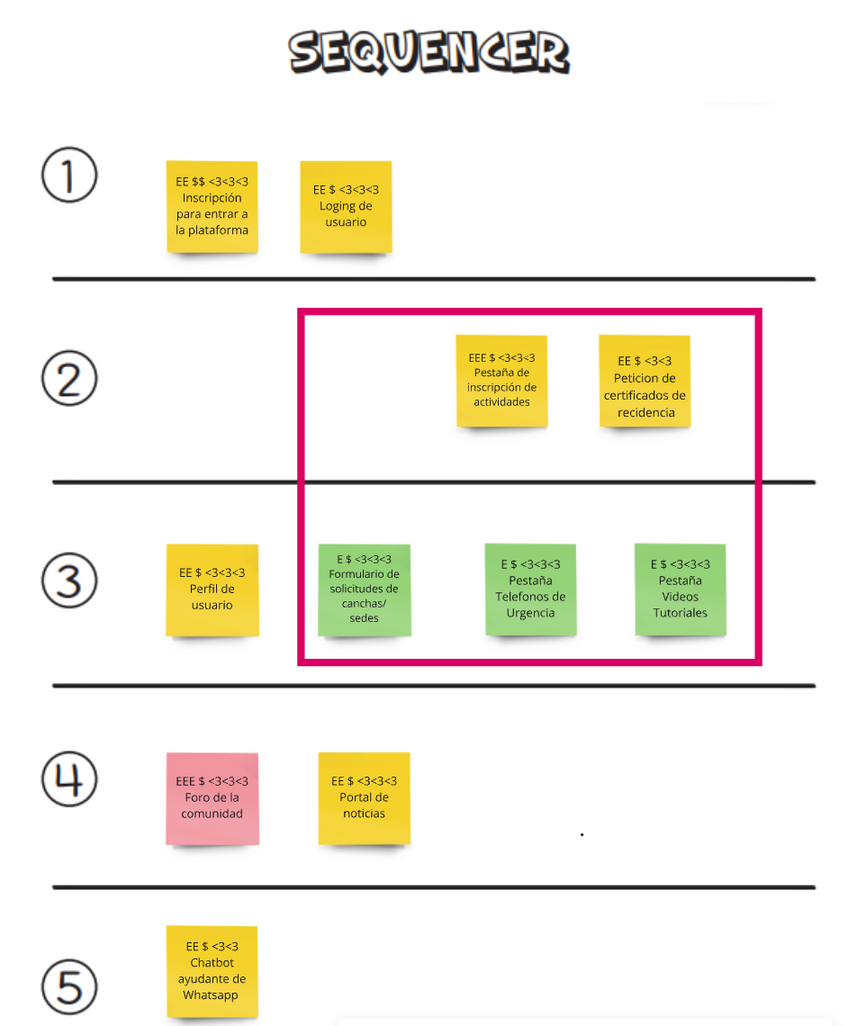 SEQUENCER
1
EE $$ <3<3<3
Inscripción
para entrar a
la plataforma
EE $ <3<3<3
Loging de
usuario
2
EEE $ <3<3<3
Pestaña de
inscripción de
actividades
EE $ <3<3
Peticion de
certificados de
recidencia
3
EE $ <3<3<3
Perfil de
usuario
E $ <3<3<3
Formulario de
solicitudes de
canchas/
sedes
E $ <3<3<3
Pestaña
Telefonos de
Urgencia
E $ <3<3<3
Pestaña
Videos
Tutoriales
4
EEE $ <3<3<3
Foro de la
comunidad
EE $ <3<3<3
Portal de
noticias
.
5
EE $ <3<3
Chatbot
ayudante de
Whatsapp